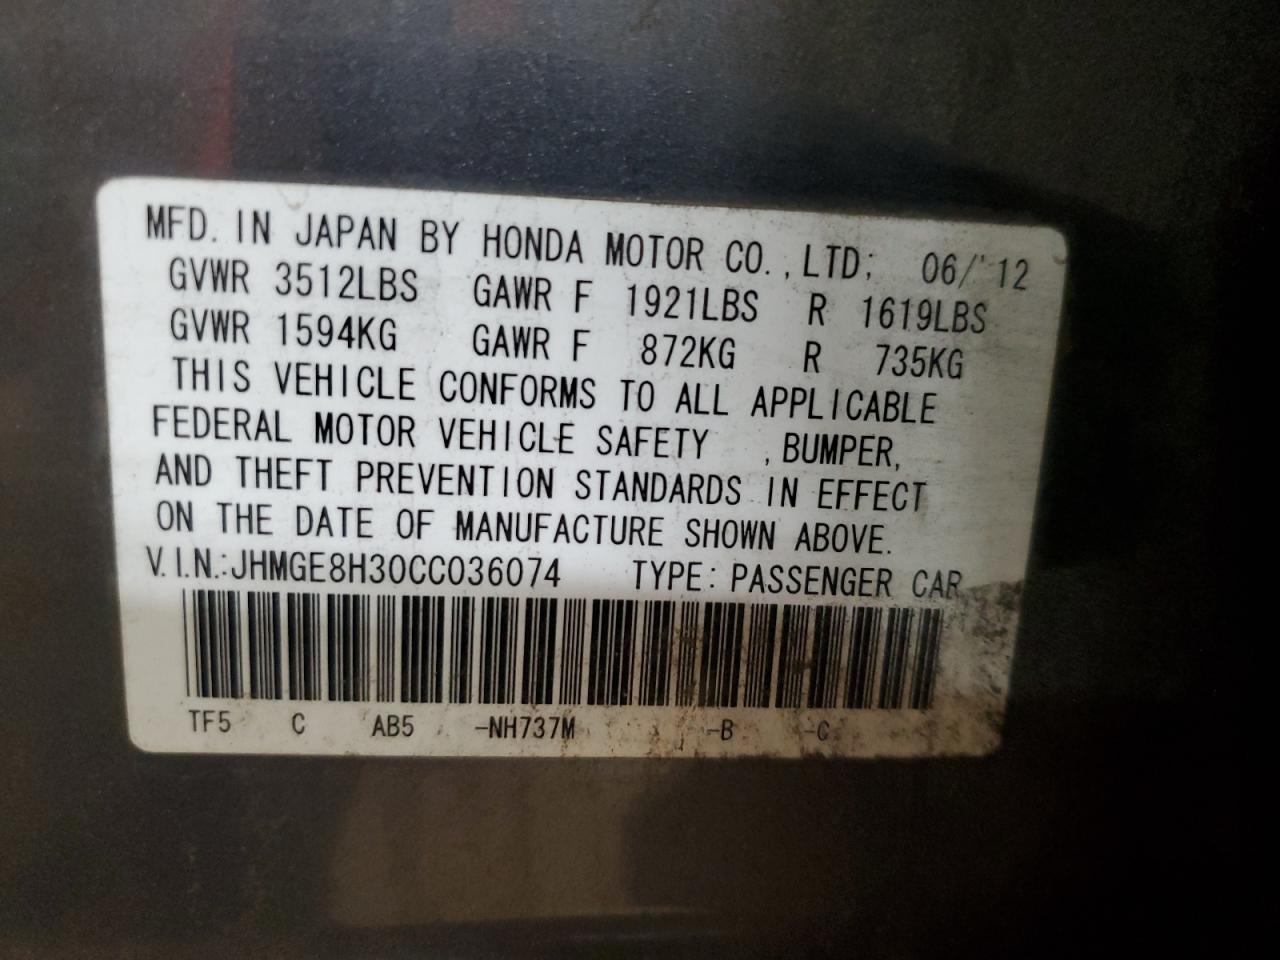 MFD. IN JAPAN BY HONDA MOTOR CO., LTD; 06/'12
GVWR 3512LBS GAWR F 1921LBS R 1619LBS
GVWR 1594KG GAWR F 872KG R 735KG
THIS VEHICLE CONFORMS TO ALL APPLICABLE
FEDERAL MOTOR VEHICLE SAFETY , BUMPER,
AND THEFT PREVENTION STANDARDS IN EFFECT
ON THE DATE OF MANUFACTURE SHOWN ABOVE.
V.I.N.:JHMGE8H30CC036074 TYPE: PASSENGER CAR
TF5 C AB5 -NH737M -B -C